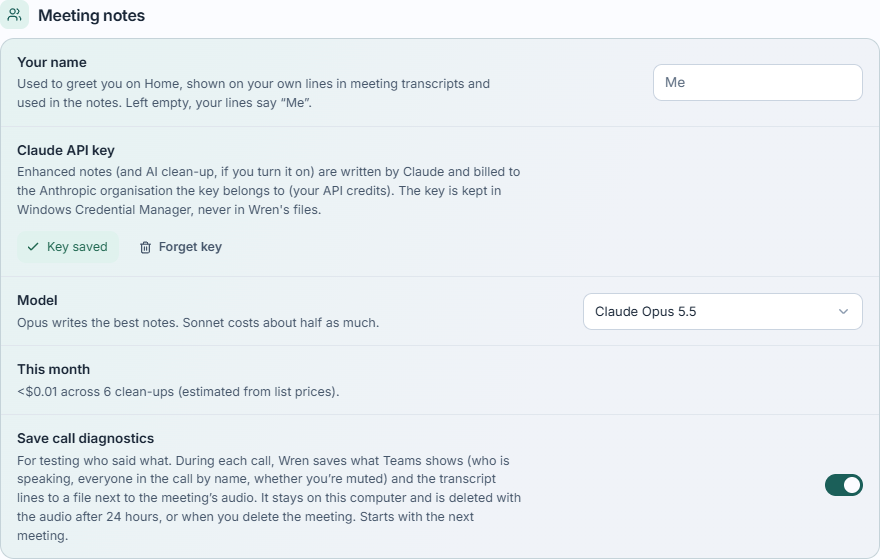 Meeting notes
Your name
Used to greet you on Home, shown on your own lines in meeting transcripts and
used in the notes. Left empty, your lines say “Me”.
Me
Claude API key
Enhanced notes (and AI clean-up, if you turn it on) are written by Claude and billed to
the Anthropic organisation the key belongs to (your API credits). The key is kept in
Windows Credential Manager, never in Wren's files.
Key saved
Forget key
Model
Opus writes the best notes. Sonnet costs about half as much.
Claude Opus 5.5
This month
<$0.01 across 6 clean-ups (estimated from list prices).
Save call diagnostics
For testing who said what. During each call, Wren saves what Teams shows (who is
speaking, everyone in the call by name, whether you’re muted) and the transcript
lines to a file next to the meeting’s audio. It stays on this computer and is deleted with
the audio after 24 hours, or when you delete the meeting. Starts with the next
meeting.